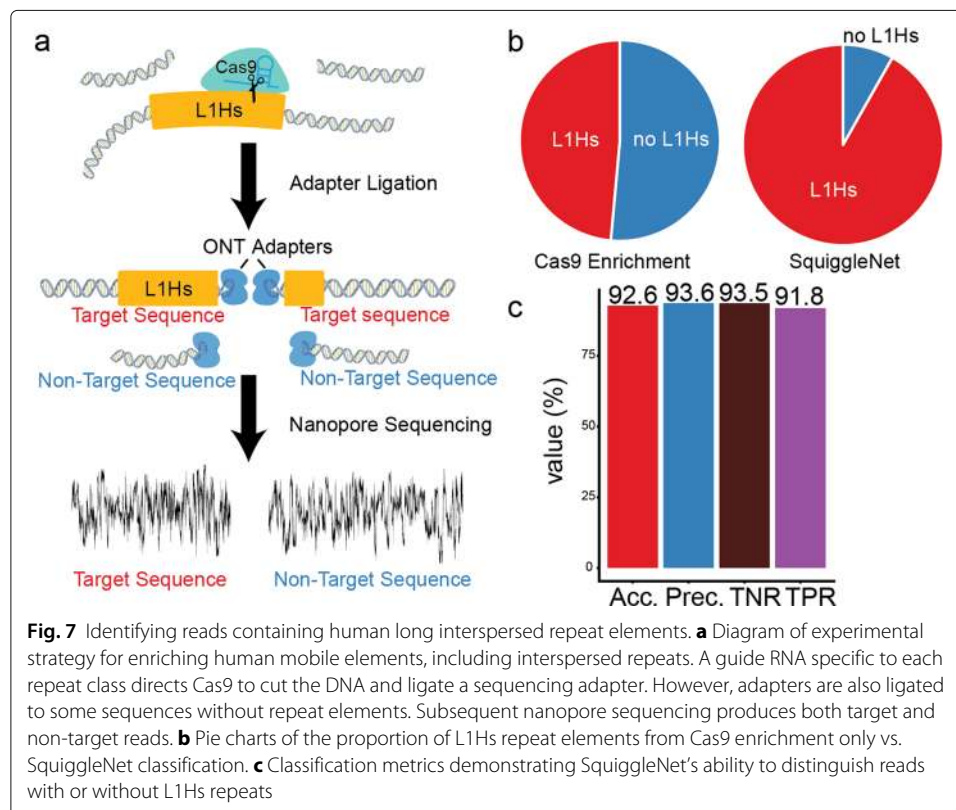 a
Cas9
L1Hs
Adapter Ligation
ONT Adapters
L1Hs
Target Sequence
Target sequence
Non-Target Sequence
Non-Target Sequence
Nanopore Sequencing
Target Sequence
Non-Target Sequence
b
no L1Hs
L1Hs
no L1Hs
L1Hs
Cas9 Enrichment
SquiggleNet
c
92.6 93.6 93.5 91.8
75
50
25
0
value (%)
Acc. Prec. TNR TPR
Fig. 7 Identifying reads containing human long interspersed repeat elements. a Diagram of experimental
strategy for enriching human mobile elements, including interspersed repeats. A guide RNA specific to each
repeat class directs Cas9 to cut the DNA and ligate a sequencing adapter. However, adapters are also ligated
to some sequences without repeat elements. Subsequent nanopore sequencing produces both target and
non-target reads. b Pie charts of the proportion of L1Hs repeat elements from Cas9 enrichment only vs.
SquiggleNet classification. c Classification metrics demonstrating SquiggleNet's ability to distinguish reads
with or without L1Hs repeats